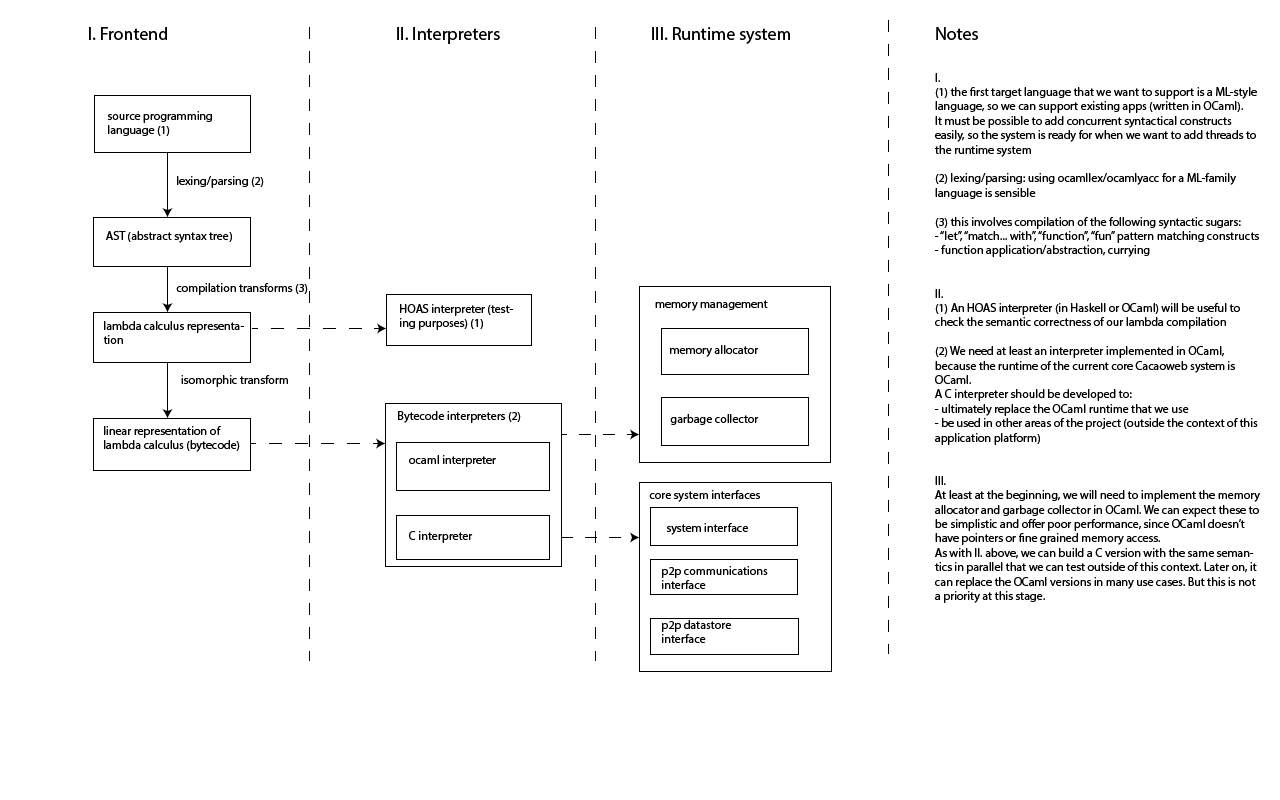 I. Frontend
II. Interpreters
III. Runtime system
Notes
source programming
language (1)
lexing/parsing (2)
AST (abstract syntax tree)
compilation transforms (3)
lambda calculus representa-
tion
isomorphic transform
linear representation of
lambda calculus (bytecode)
HOAS interpreter (test-
ing purposes) (1)
Bytecode interpreters (2)
ocaml interpreter
C interpreter
memory management
memory allocator
garbage collector
core system interfaces
system interface
p2p communications
interface
p2p datastore
interface
I.
(1) the first target language that we want to support is a ML-style
language, so we can support existing apps (written in OCaml).
It must be possible to add concurrent syntactical constructs
easily, so the system is ready for when we want to add threads to
the runtime system
(2) lexing/parsing: using ocamllex/ocamlyacc for a ML-family
language is sensible
(3) this involves compilation of the following syntactic sugars:
- “let”, “match... with”, “function”, “fun” pattern matching constructs
- function application/abstraction, currying
II.
(1) An HOAS interpreter (in Haskell or OCaml) will be useful to
check the semantic correctness of our lambda compilation
(2) We need at least an interpreter implemented in OCaml,
because the runtime of the current core Cacaoweb system is
OCaml.
A C interpreter should be developed to:
- ultimately replace the OCaml runtime that we use
- be used in other areas of the project (outside the context of this
application platform)
III.
At least at the beginning, we will need to implement the memory
allocator and garbage collector in OCaml. We can expect these to
be simplistic and offer poor performance, since OCaml doesn’t
have pointers or fine grained memory access.
As with II. above, we can build a C version with the same seman-
tics in parallel that we can test outside of this context. Later on, it
can replace the OCaml versions in many use cases. But this is not
a priority at this stage.